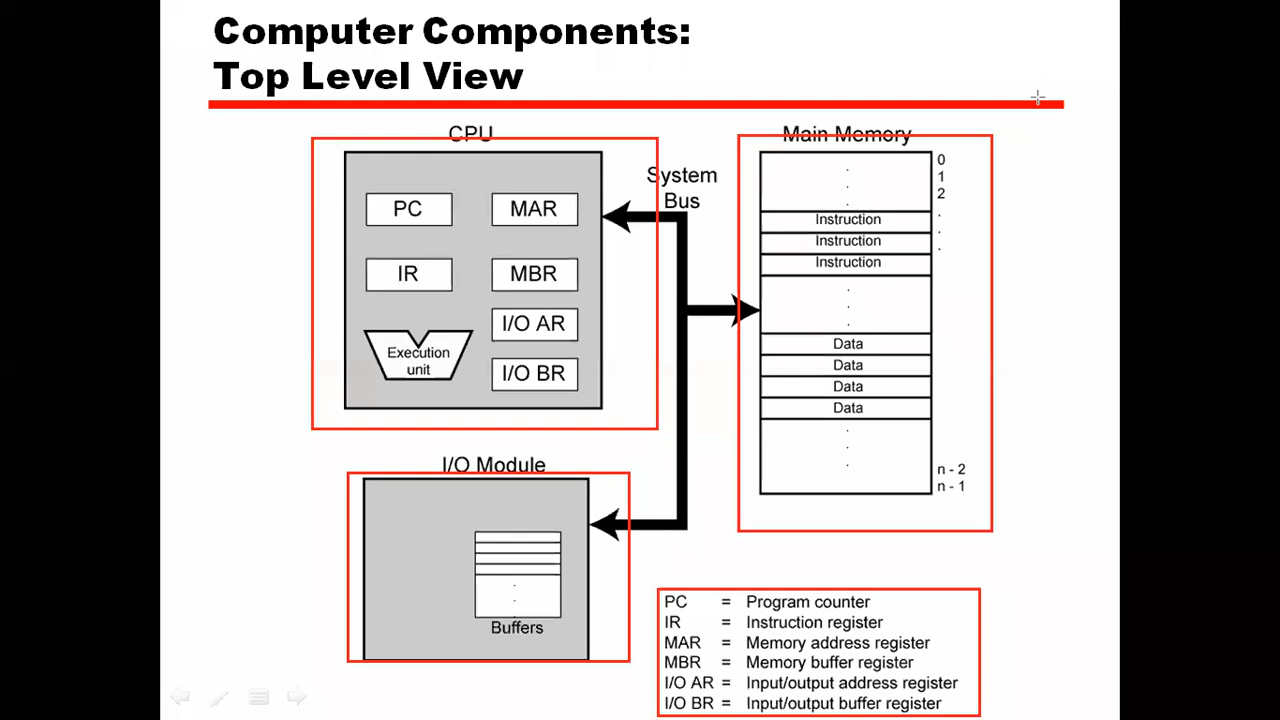 Computer Components:
Top Level View
CPU
PC
MAR
IR
MBR
I/O AR
Execution
unit
I/O BR
System
Bus
Main Memory
0
1
2
.
.
.
Instruction
Instruction
Instruction
.
.
.
Data
Data
Data
Data
.
.
.
n - 2
n - 1
I/O Module
Buffers
PC = Program counter
IR = Instruction register
MAR = Memory address register
MBR = Memory buffer register
I/O AR = Input/output address register
I/O BR = Input/output buffer register